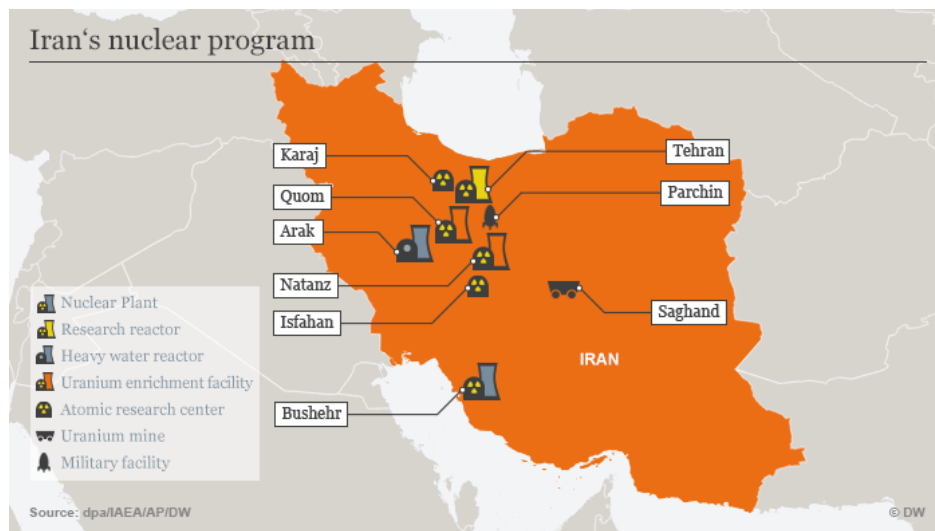 Iran‘s nuclear program
Karaj
Tehran
Quom
Parchin
Arak
Natanz
Isfahan
Saghand
IRAN
Bushehr
Nuclear Plant
Research reactor
Heavy water reactor
Uranium enrichment facility
Atomic research center
Uranium mine
Military facility
Source: dpa/IAEA/AP/DW
© DW